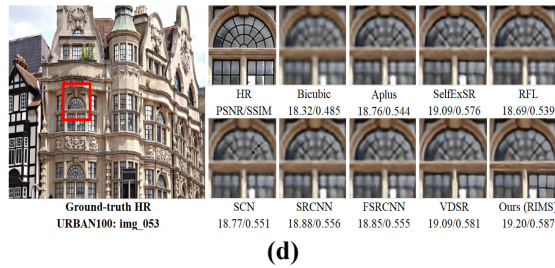 HR Bicubic Aplus SelfExSR RFL
PSNR/SSIM 18.32/0.485 18.76/0.544 19.09/0.576 18.69/0.539
Ground-truth HR SCN SRCNN FSRCNN VDSR Ours (RIMS)
URBAN100: img_053 18.77/0.551 18.88/0.556 18.85/0.555 19.09/0.581 19.20/0.587
(d)